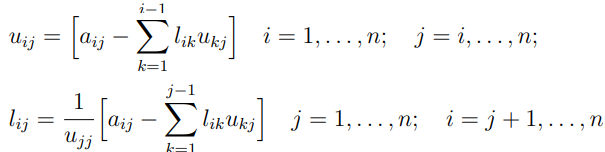 u_{ij} = [a_{ij} − \sum_{k=1}^{i−1} l_{ik}u_{kj}]   i = 1, . . . , n;   j = i, . . . , n;
l_{ij} = \frac{1}{u_{jj}} [a_{ij} − \sum_{k=1}^{j−1} l_{ik}u_{kj}]   j = 1, . . . , n;   i = j + 1, . . . , n